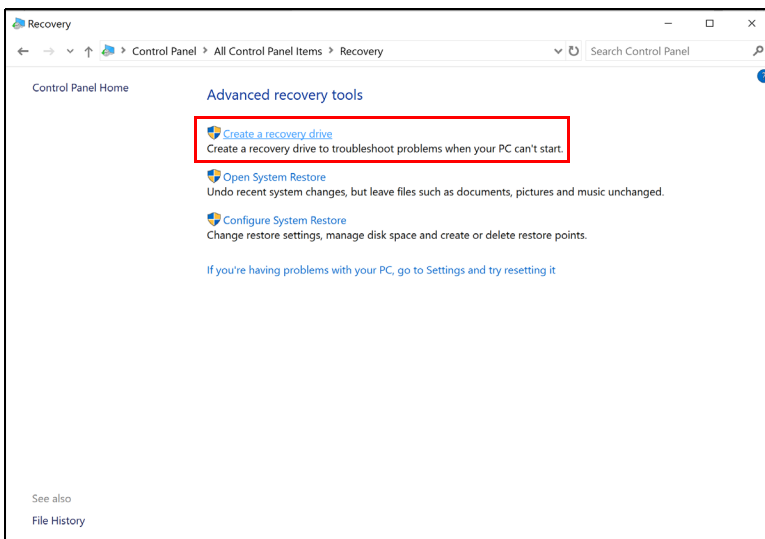 Recovery
Control Panel > All Control Panel Items > Recovery
Search Control Panel
?
Control Panel Home
Advanced recovery tools
Create a recovery drive
Create a recovery drive to troubleshoot problems when your PC can't start.
Open System Restore
Undo recent system changes, but leave files such as documents, pictures and music unchanged.
Configure System Restore
Change restore settings, manage disk space and create or delete restore points.
If you're having problems with your PC, go to Settings and try resetting it
See also
File History